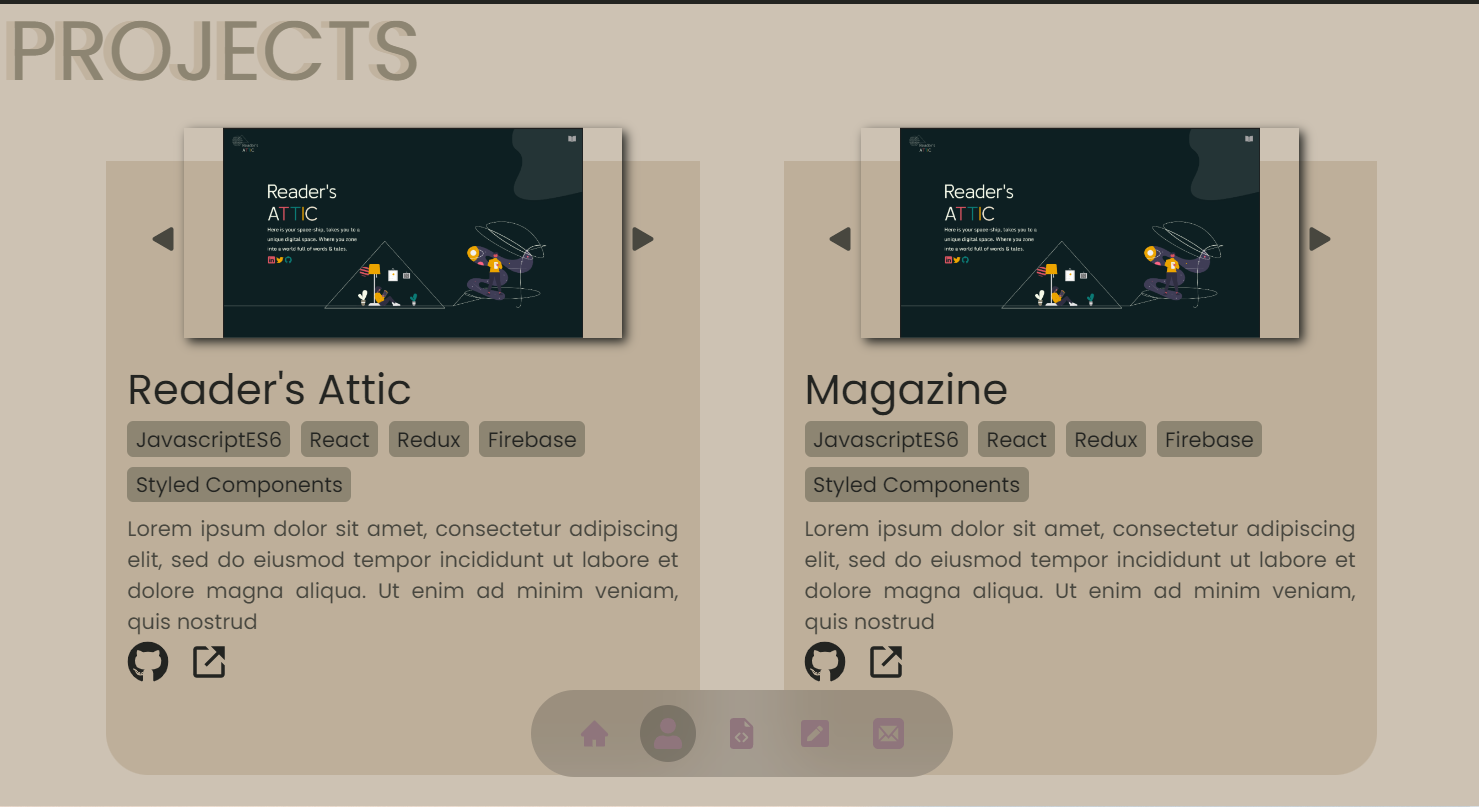 PROJECTS
Reader's
ATTIC
Here is your space-ship, takes you to a
unique digital space. Where you zone
into a world full of words & tales.
Reader's
ATTIC
Here is your space-ship, takes you to a
unique digital space. Where you zone
into a world full of words & tales.
Reader's Attic
JavascriptES6 React Redux Firebase
Styled Components
Lorem ipsum dolor sit amet, consectetur adipiscing
elit, sed do eiusmod tempor incididunt ut labore et
dolore magna aliqua. Ut enim ad minim veniam,
quis nostrud
Magazine
JavascriptES6 React Redux Firebase
Styled Components
Lorem ipsum dolor sit amet, consectetur adipiscing
elit, sed do eiusmod tempor incididunt ut labore et
dolore magna aliqua. Ut enim ad minim veniam,
quis nostrud